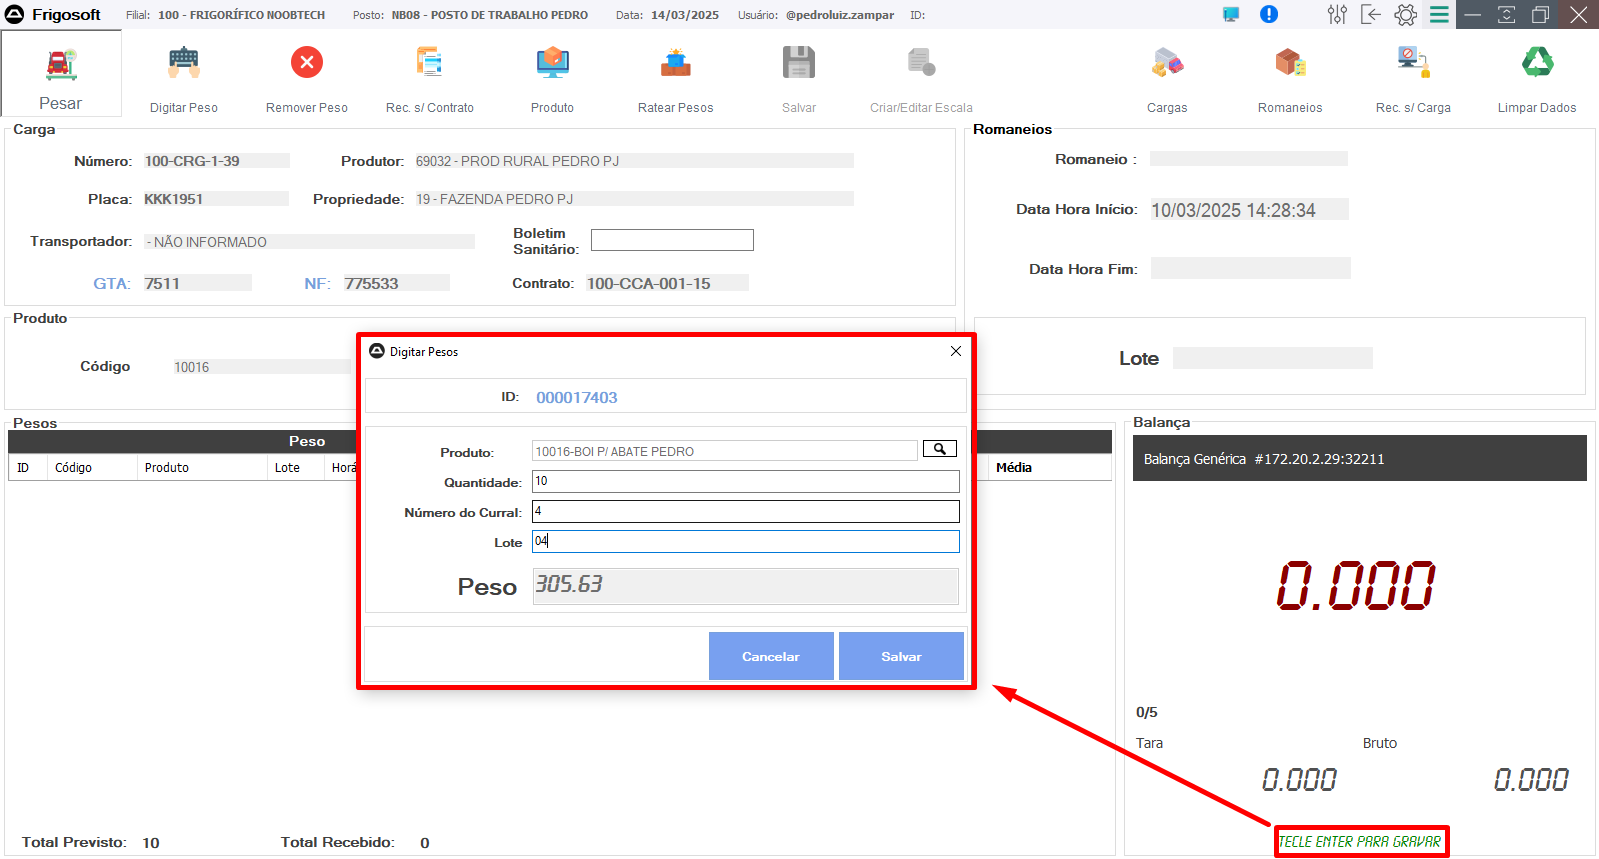 Frigosoft Filial: 100 - FRIGORÍFICO NOOBTECH Posto: NB08 - POSTO DE TRABALHO PEDRO Data: 14/03/2025 Usuário: @pedroluiz.zampar ID:
Pesar Digitar Peso Remover Peso Rec. s/ Contrato Produto Ratear Pesos Salvar Criar/Editar Escala Cargas Romaneios Rec. s/ Carga Limpar Dados
Carga
Número: 100-CRG-1-39 Produtor: 69032 - PROD RURAL PEDRO PJ
Placa: KKK1951 Propriedade: 19 - FAZENDA PEDRO PJ
Transportador: - NÃO INFORMADO Boletim Sanitário:
GTA: 7511 NF: 775533 Contrato: 100-CCA-001-15
Romaneios
Romaneio :
Data Hora Início: 10/03/2025 14:28:34
Data Hora Fim:
Lote
Produto
Código 10016
Digitar Pesos
ID: 000017403
Produto: 10016-BOI P/ ABATE PEDRO
Quantidade: 10
Número do Curral: 4
Lote 04
Peso 305.63
Cancelar Salvar
Pesos
Peso
ID Código Produto Lote Horá Média
Total Previsto: 10 Total Recebido: 0
Balança
Balança Genérica #172.20.2.29:32211
0.000
0/5
Tara Bruto
0.000 0.000
TECLE ENTER PARA GRAVAR